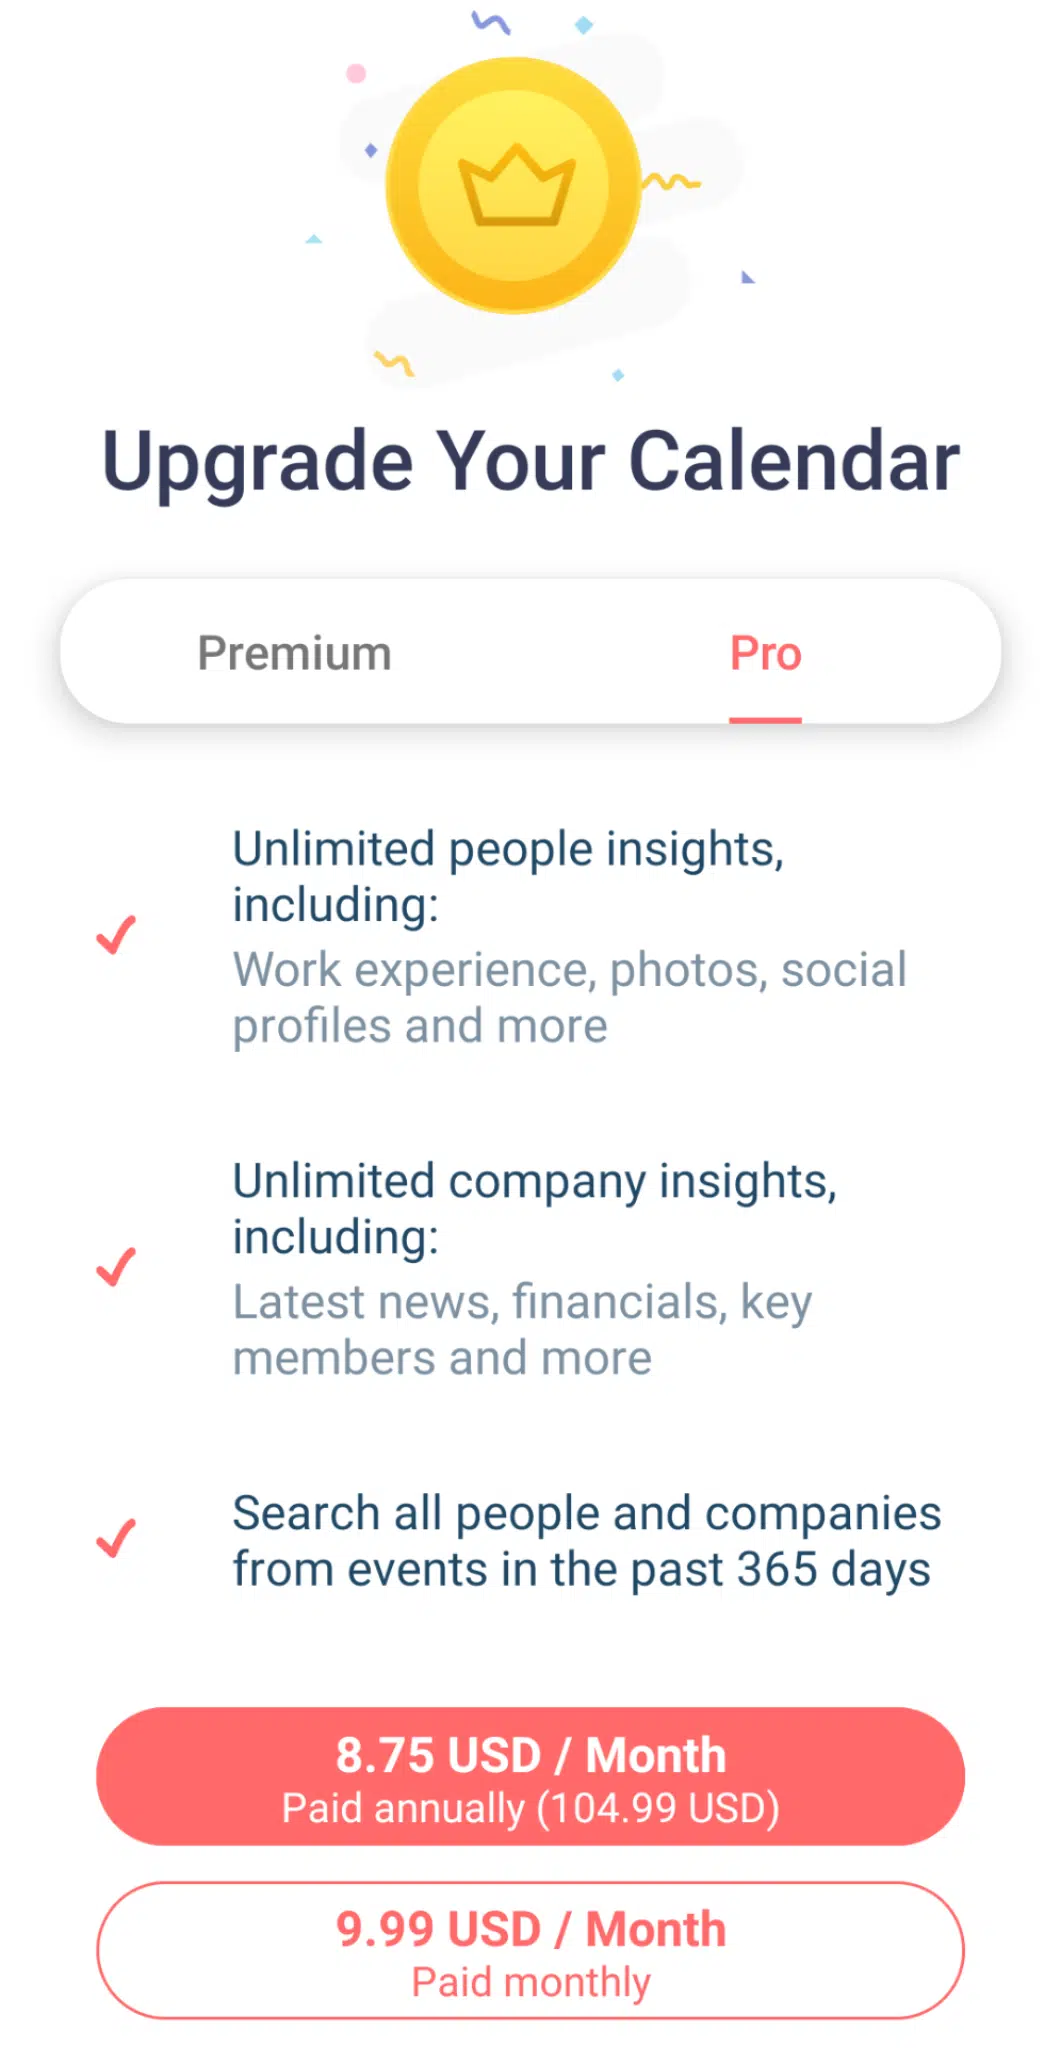 Upgrade Your Calendar
Premium
Pro
Unlimited people insights,
including:
Work experience, photos, social
profiles and more
Unlimited company insights,
including:
Latest news, financials, key
members and more
Search all people and companies
from events in the past 365 days
8.75 USD / Month
Paid annually (104.99 USD)
9.99 USD / Month
Paid monthly